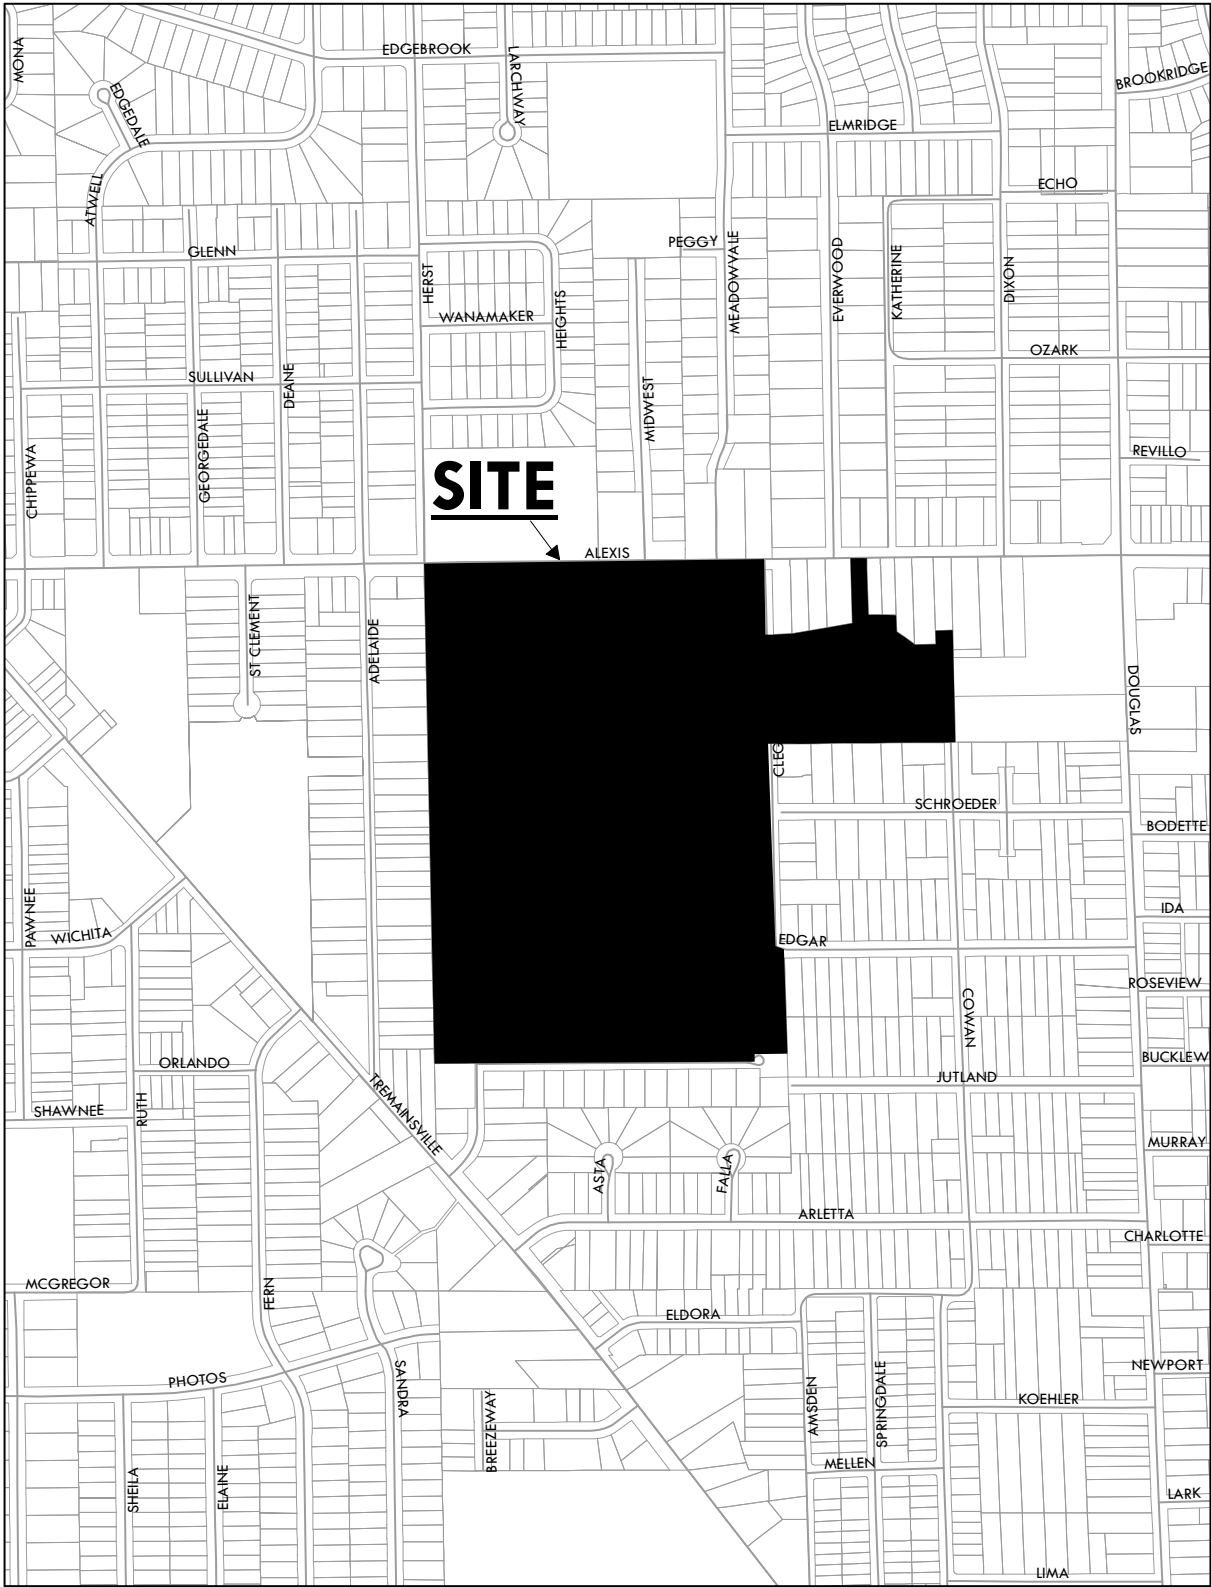 MONA
EDGEBROOK
LARCHWAY
BROOKRIDGE
EDGEDALE
ELMRIDGE
ECHO
ATWELL
GLENN
PEGGY
HERST
MEADOWVALE
EVERWOOD
KATHERINE
DIXON
WANAMAKER
HEIGHTS
OZARK
SULLIVAN
DEANE
MIDWEST
GEORGEDALE
CHIPPEWA
REVILLO
SITE
ALEXIS
ST CLEMENT
ADELAIDE
DOUGLAS
CLEG
SCHROEDER
BODETTE
PAWNEE
WICHITA
IDA
EDGAR
ROSEVIEW
COWAN
ORLANDO
BUCKLEW
JUTLAND
TREMAINSVILLE
SHAWNEE
RUTH
MURRAY
ASTA
FALLA
ARLETTA
CHARLOTTE
MCGREGOR
FERN
ELDORA
PHOTOS
SANDRA
NEWPORT
KOEHLER
AMSDEN
SPRINGDALE
BREEZEWAY
MELLEN
SHEILA
ELAINE
LARK
LIMA